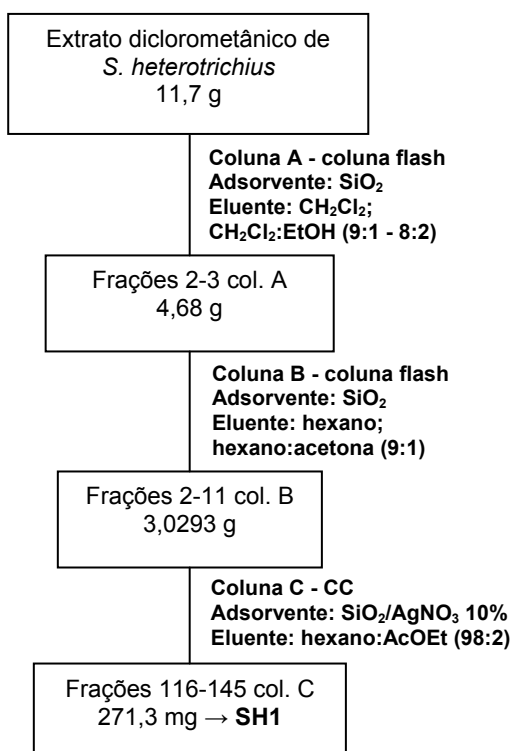 Extrato diclorometânico de
S. heterotrichius
11,7 g
Coluna A - coluna flash
Adsorvente: SiO₂
Eluente: CH₂Cl₂;
CH₂Cl₂:EtOH (9:1 - 8:2)
Frações 2-3 col. A
4,68 g
Coluna B - coluna flash
Adsorvente: SiO₂
Eluente: hexano;
hexano:acetona (9:1)
Frações 2-11 col. B
3,0293 g
Coluna C - CC
Adsorvente: SiO₂/AgNO₃ 10%
Eluente: hexano:AcOEt (98:2)
Frações 116-145 col. C
271,3 mg → SH1